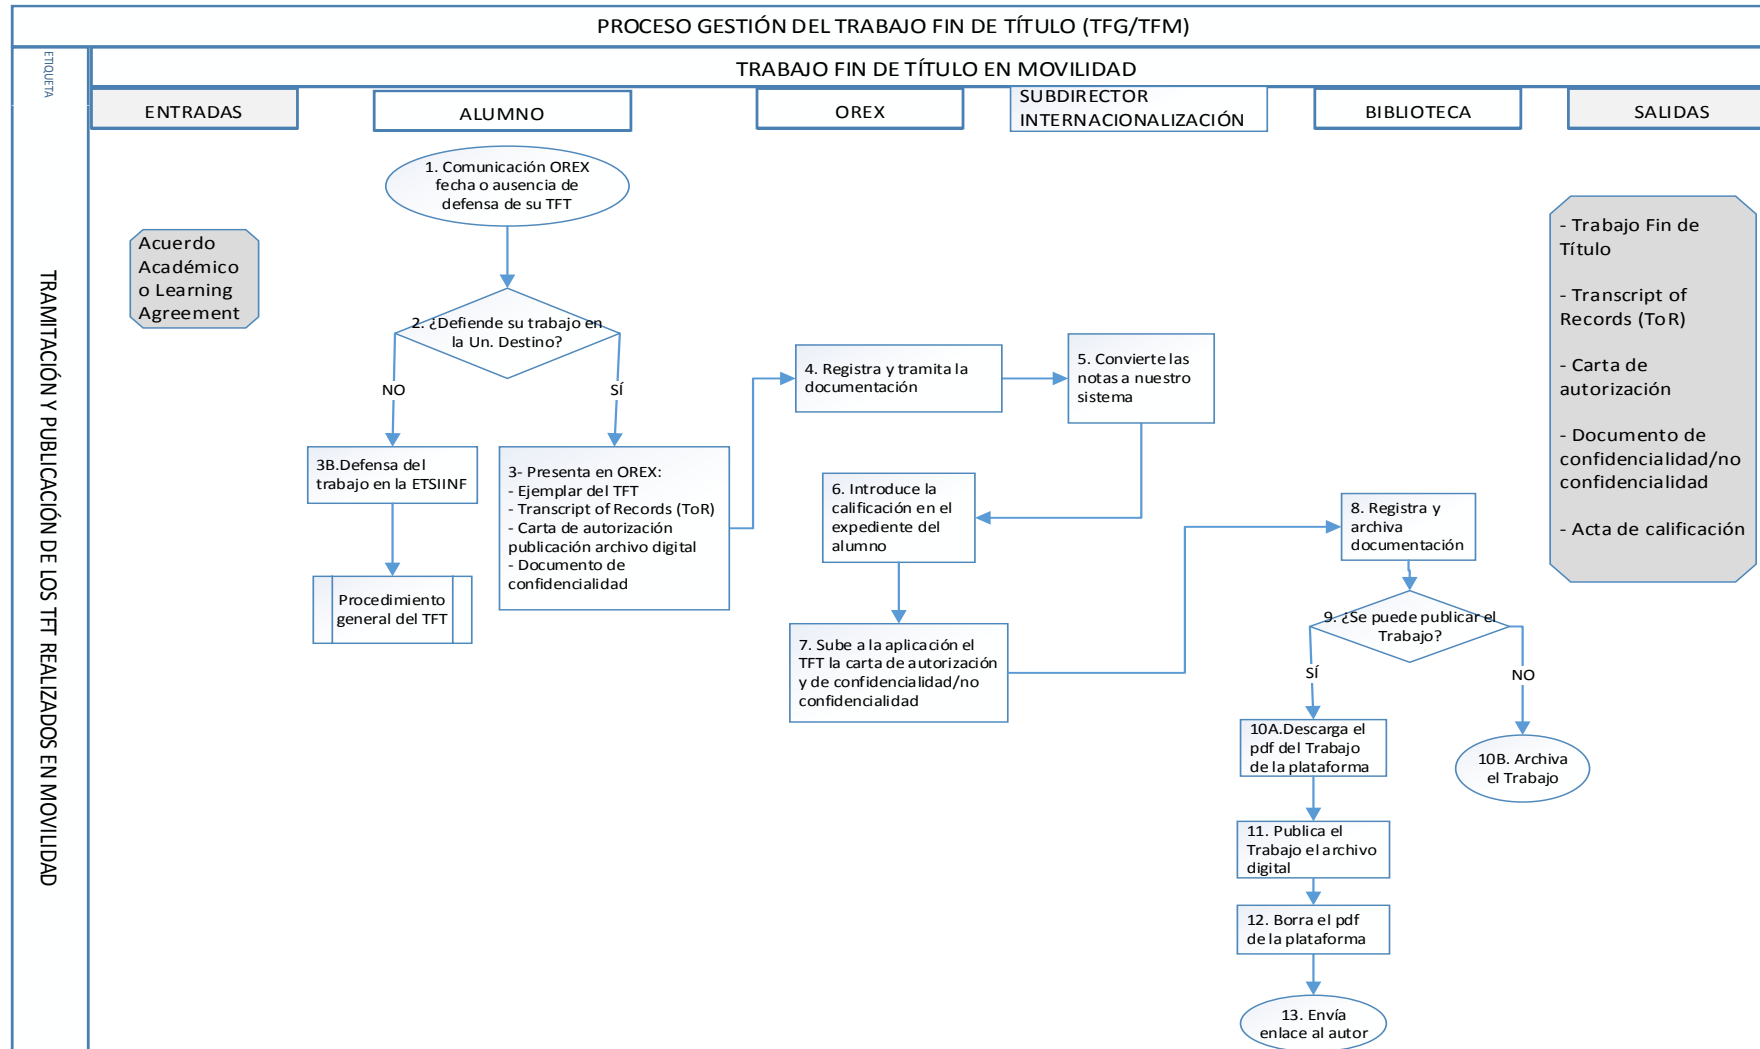 PROCESO GESTIÓN DEL TRABAJO FIN DE TÍTULO (TFG/TFM)
ETIQUETA
TRABAJO FIN DE TÍTULO EN MOVILIDAD
ENTRADAS
ALUMNO
OREX
SUBDIRECTOR
INTERNACIONALIZACIÓN
BIBLIOTECA
SALIDAS
TRAMITACIÓN Y PUBLICACIÓN DE LOS TFT REALIZADOS EN MOVILIDAD
Acuerdo
Académico
o Learning
Agreement
1. Comunicación OREX
fecha o ausencia de
defensa de su TFT
2. ¿Defiende su trabajo en
la Un. Destino?
NO
SÍ
3B.Defensa del
trabajo en la ETSIINF
Procedimiento
general del TFT
3- Presenta en OREX:
- Ejemplar del TFT
- Transcript of Records (ToR)
- Carta de autorización
publicación archivo digital
- Documento de
confidencialidad
4. Registra y tramita la
documentación
5. Convierte las
notas a nuestro
sistema
6. Introduce la
calificación en el
expediente del
alumno
7. Sube a la aplicación el
TFT la carta de autorización
y de confidencialidad/no
confidencialidad
8. Registra y
archiva
documentación
9. ¿Se puede publicar el
Trabajo?
SÍ
NO
10A.Descarga el
pdf del Trabajo
de la plataforma
10B. Archiva
el Trabajo
11. Publica el
Trabajo el archivo
digital
12. Borra el pdf
de la plataforma
13. Envía
enlace al autor
- Trabajo Fin de
Título
- Transcript of
Records (ToR)
- Carta de
autorización
- Documento de
confidencialidad/no
confidencialidad
- Acta de calificación